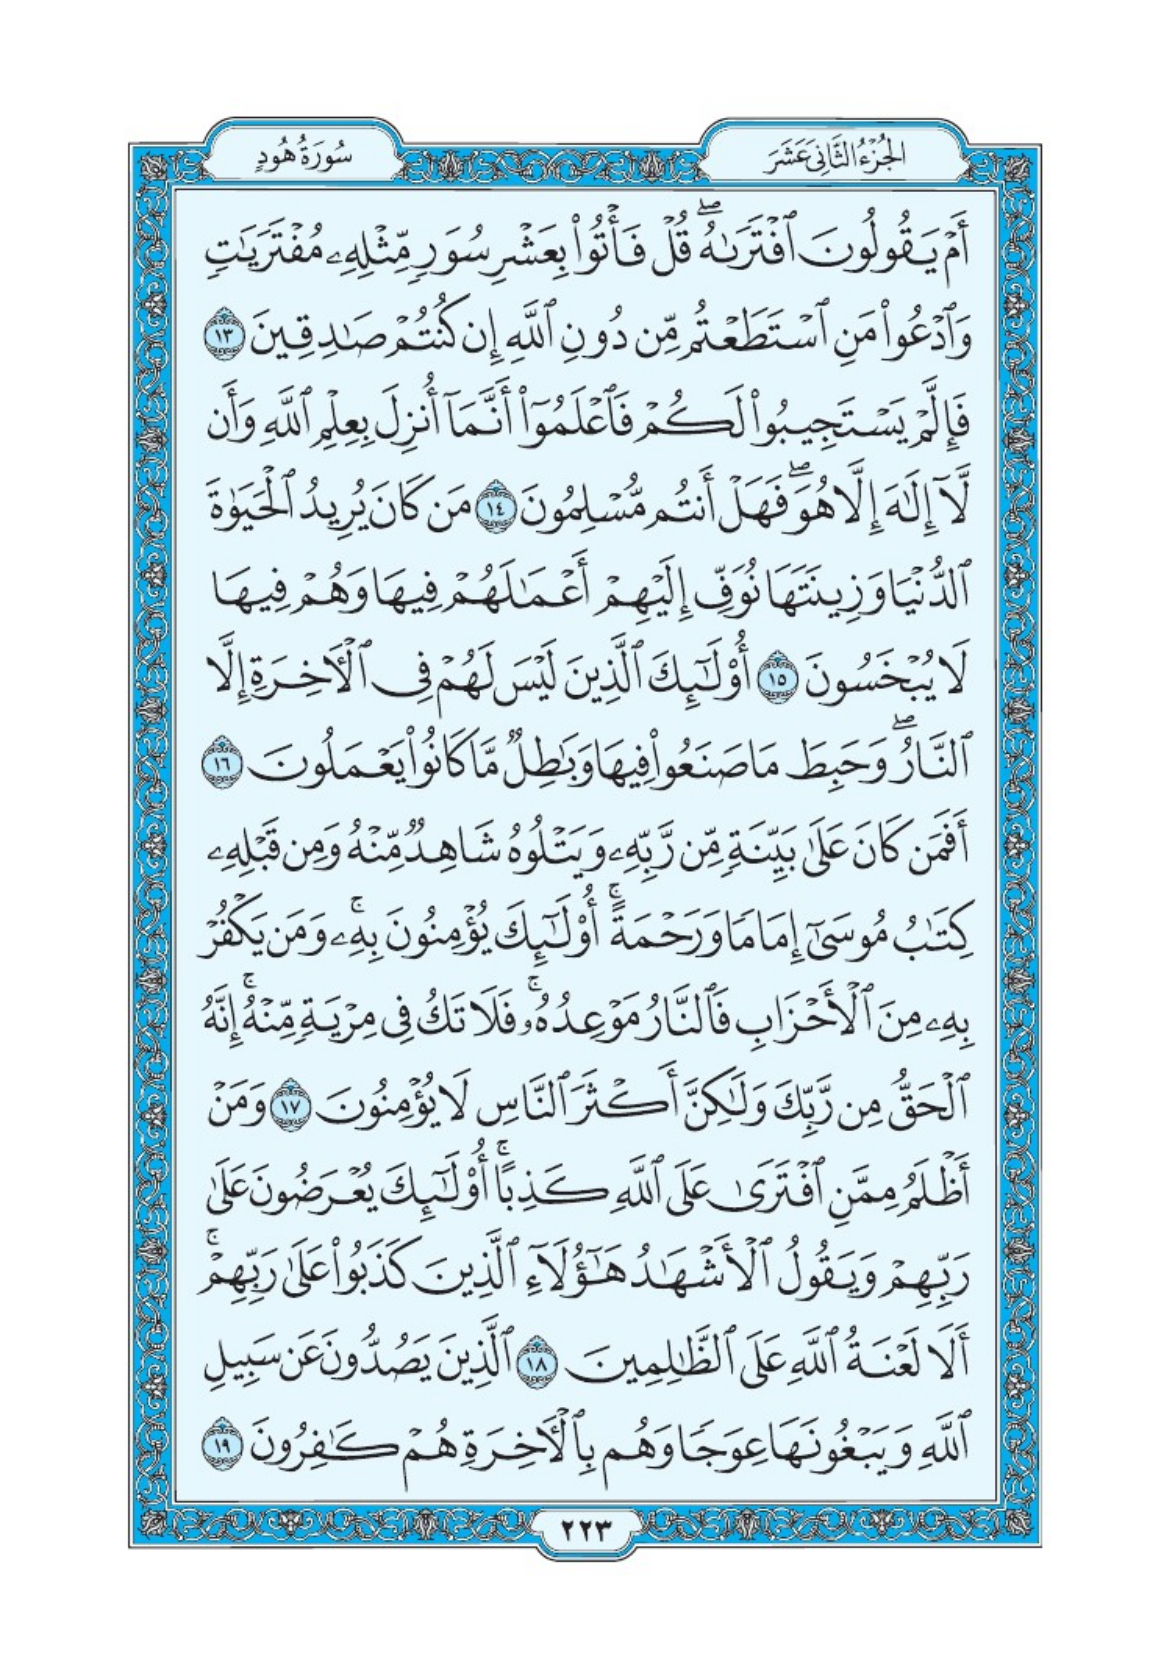 الجُزْءُ الثَّانِي عَشَرَ
سُورَةُ هُودٍ
أَمْ يَقُولُونَ ٱفْتَرَىٰهُۖ قُلْ فَأْتُوا۟ بِعَشْرِ سُوَرٍ مِّثْلِهِۦ مُفْتَرَيَٰتٍ
وَٱدْعُوا۟ مَنِ ٱسْتَطَعْتُم مِّن دُونِ ٱللَّهِ إِن كُنتُمْ صَٰدِقِينَ ١٣
فَإِلَّمْ يَسْتَجِيبُوا۟ لَكُمْ فَٱعْلَمُوٓا۟ أَنَّمَآ أُنزِلَ بِعِلْمِ ٱللَّهِ وَأَن
لَّآ إِلَٰهَ إِلَّا هُوَۖ فَهَلْ أَنتُم مُّسْلِمُونَ ١٤ مَن كَانَ يُرِيدُ ٱلْحَيَوٰةَ
ٱلدُّنْيَا وَزِينَتَهَا نُوَفِّ إِلَيْهِمْ أَعْمَٰلَهُمْ فِيهَا وَهُمْ فِيهَا
لَا يُبْخَسُونَ ١٥ أُو۟لَٰٓئِكَ ٱلَّذِينَ لَيْسَ لَهُمْ فِى ٱلْـَٔاخِرَةِ إِلَّا
ٱلنَّارُۖ وَحَبِطَ مَا صَنَعُوا۟ فِيهَا وَبَٰطِلٌ مَّا كَانُوا۟ يَعْمَلُونَ ١٦
أَفَمَن كَانَ عَلَىٰ بَيِّنَةٍ مِّن رَّبِّهِۦ وَيَتْلُوهُ شَاهِدٌ مِّنْهُ وَمِن قَبْلِهِۦ
كِتَٰبُ مُوسَىٰٓ إِمَامًا وَرَحْمَةًۚ أُو۟لَٰٓئِكَ يُؤْمِنُونَ بِهِۦۚ وَمَن يَكْفُرْ
بِهِۦ مِنَ ٱلْأَحْزَابِ فَٱلنَّارُ مَوْعِدُهُۥۚ فَلَا تَكُ فِى مِرْيَةٍ مِّنْهُۚ إِنَّهُ
ٱلْحَقُّ مِن رَّبِّكَ وَلَٰكِنَّ أَكْثَرَ ٱلنَّاسِ لَا يُؤْمِنُونَ ١٧ وَمَنْ
أَظْلَمُ مِمَّنِ ٱفْتَرَىٰ عَلَى ٱللَّهِ كَذِبًاۚ أُو۟لَٰٓئِكَ يُعْرَضُونَ عَلَىٰ
رَبِّهِمْ وَيَقُولُ ٱلْأَشْهَٰدُ هَٰٓؤُلَآءِ ٱلَّذِينَ كَذَبُوا۟ عَلَىٰ رَبِّهِمْۚ
أَلَا لَعْنَةُ ٱللَّهِ عَلَى ٱلظَّٰلِمِينَ ١٨ ٱلَّذِينَ يَصُدُّونَ عَن سَبِيلِ
ٱللَّهِ وَيَبْغُونَهَا عِوَجًا وَهُم بِٱلْـَٔاخِرَةِ هُمْ كَٰفِرُونَ ١٩
٢٢٣